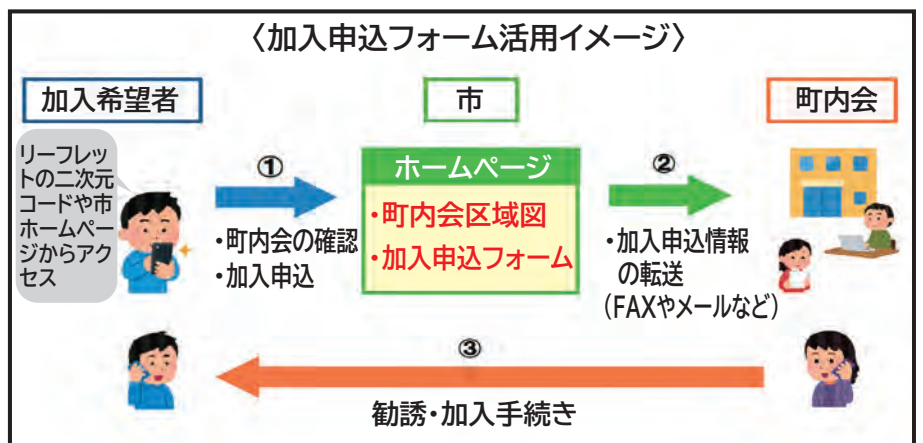 〈加入申込フォーム活用イメージ〉
加入希望者
市
町内会
リーフレッ
トの二次元
コードや市
ホームペー
ジからアク
セス
①
・町内会の確認
・加入申込
ホームページ
・町内会区域図
・加入申込フォーム
②
・加入申込情報
の転送
(FAXやメールなど)
③
勧誘・加入手続き